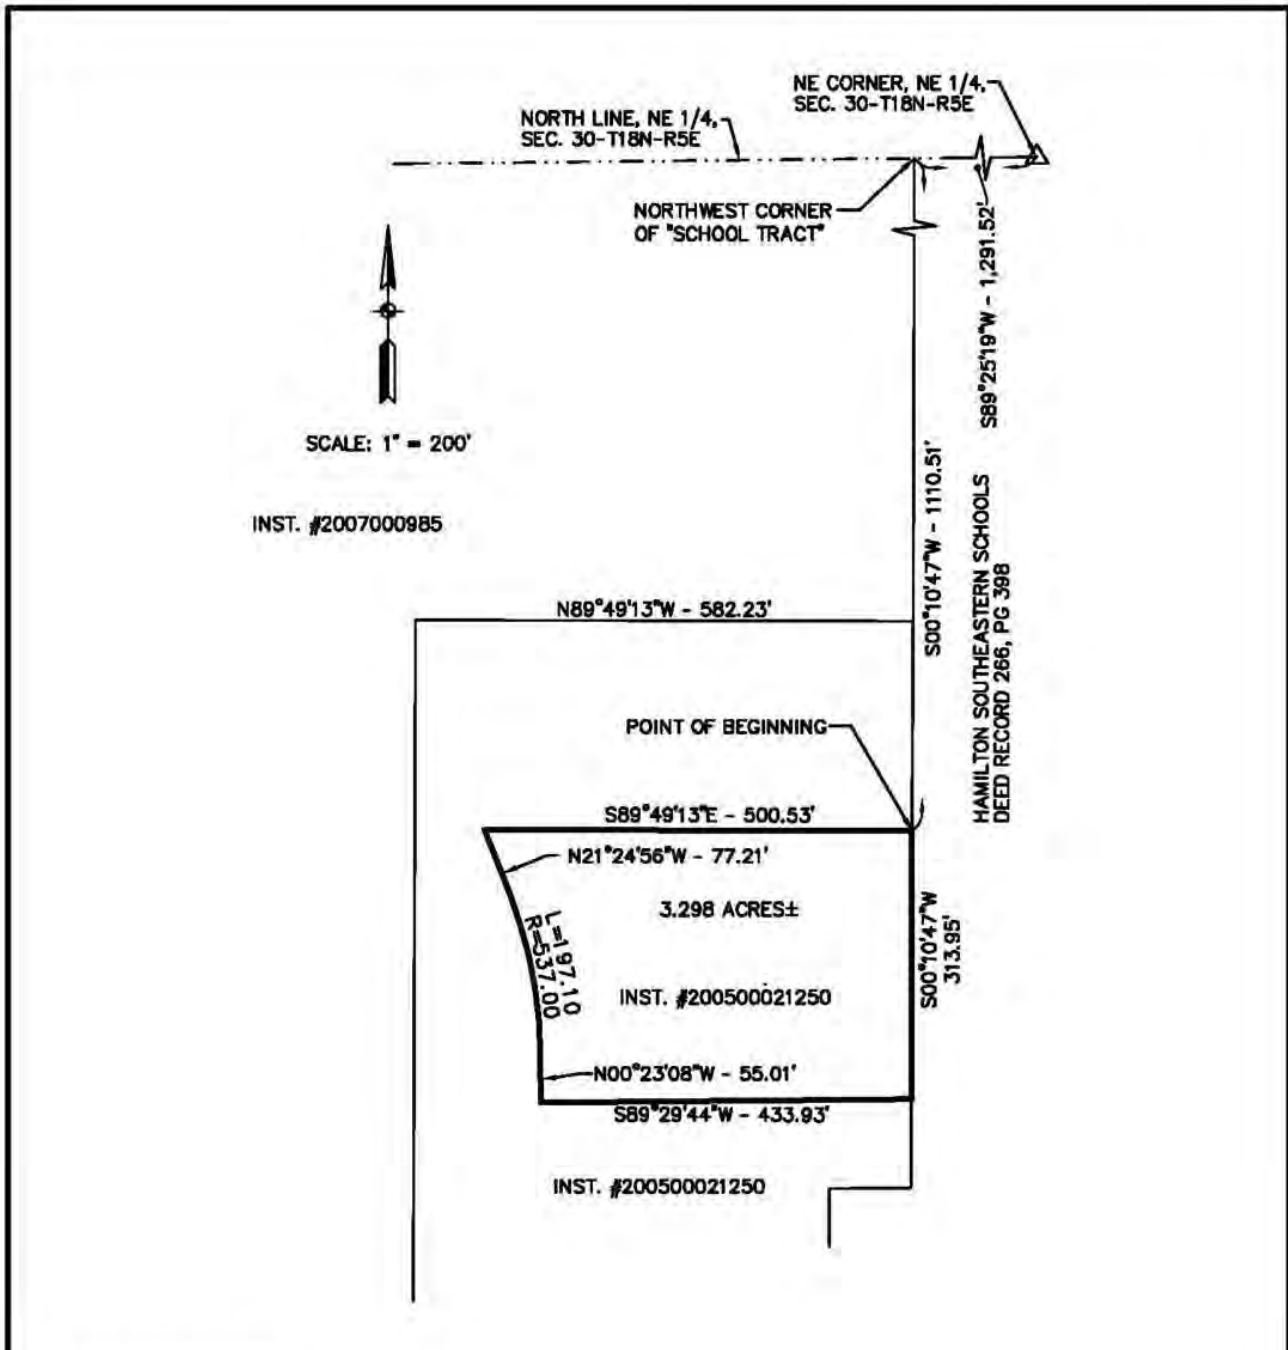 NE CORNER, NE 1/4,
SEC. 30-T18N-R5E
NORTH LINE, NE 1/4,
SEC. 30-T18N-R5E
NORTHWEST CORNER
OF "SCHOOL TRACT"
S89°25'19"W - 1,291.52'
SCALE: 1" = 200'
INST. #2007000985
S00°10'47"W - 1110.51'
HAMILTON SOUTHEASTERN SCHOOLS
DEED RECORD 266, PG 398
N89°49'13"W - 582.23'
POINT OF BEGINNING
S89°49'13"E - 500.53'
N21°24'56"W - 77.21'
3.298 ACRES±
L=197.10
R=537.00
S00°10'47"W
313.95'
INST. #200500021250
N00°23'08"W - 55.01'
S89°29'44"W - 433.93'
INST. #200500021250